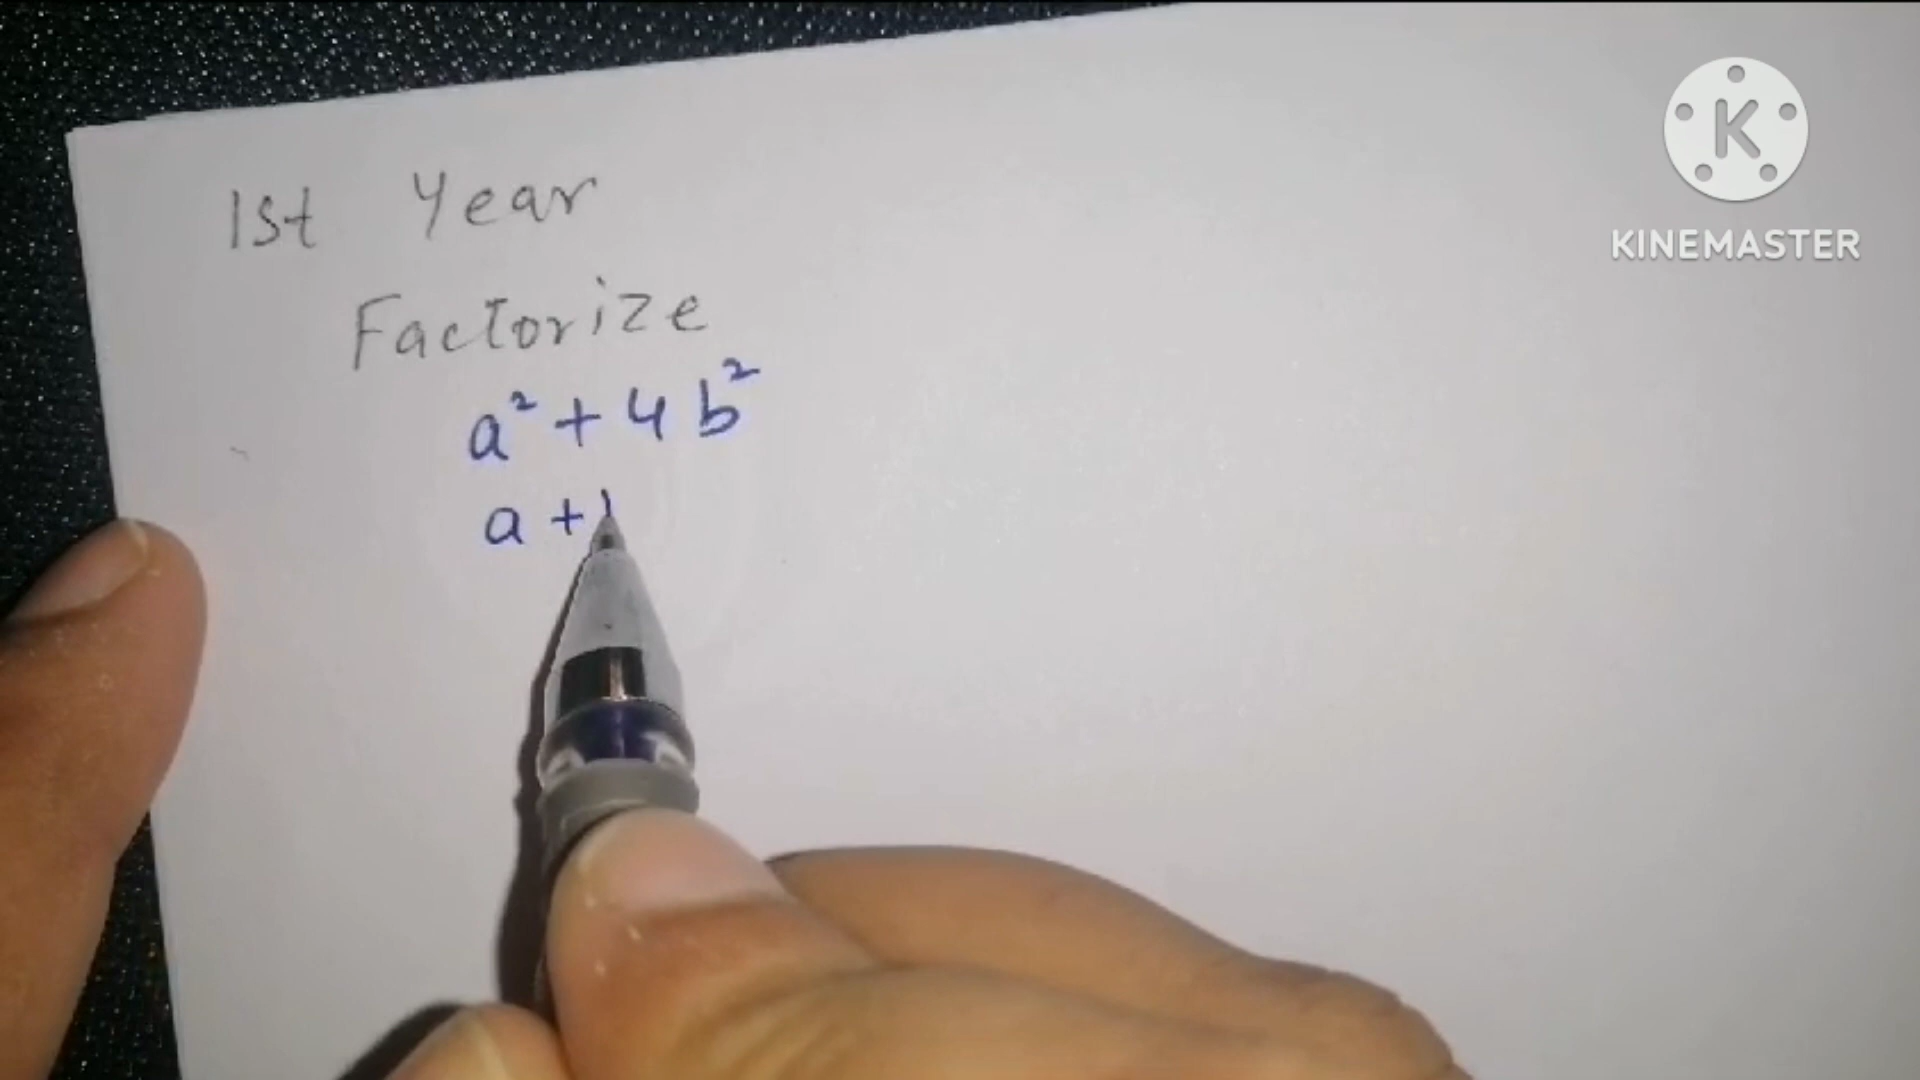 1st Year
Factorize
a² + 4b²
a +
K
KINEMASTER